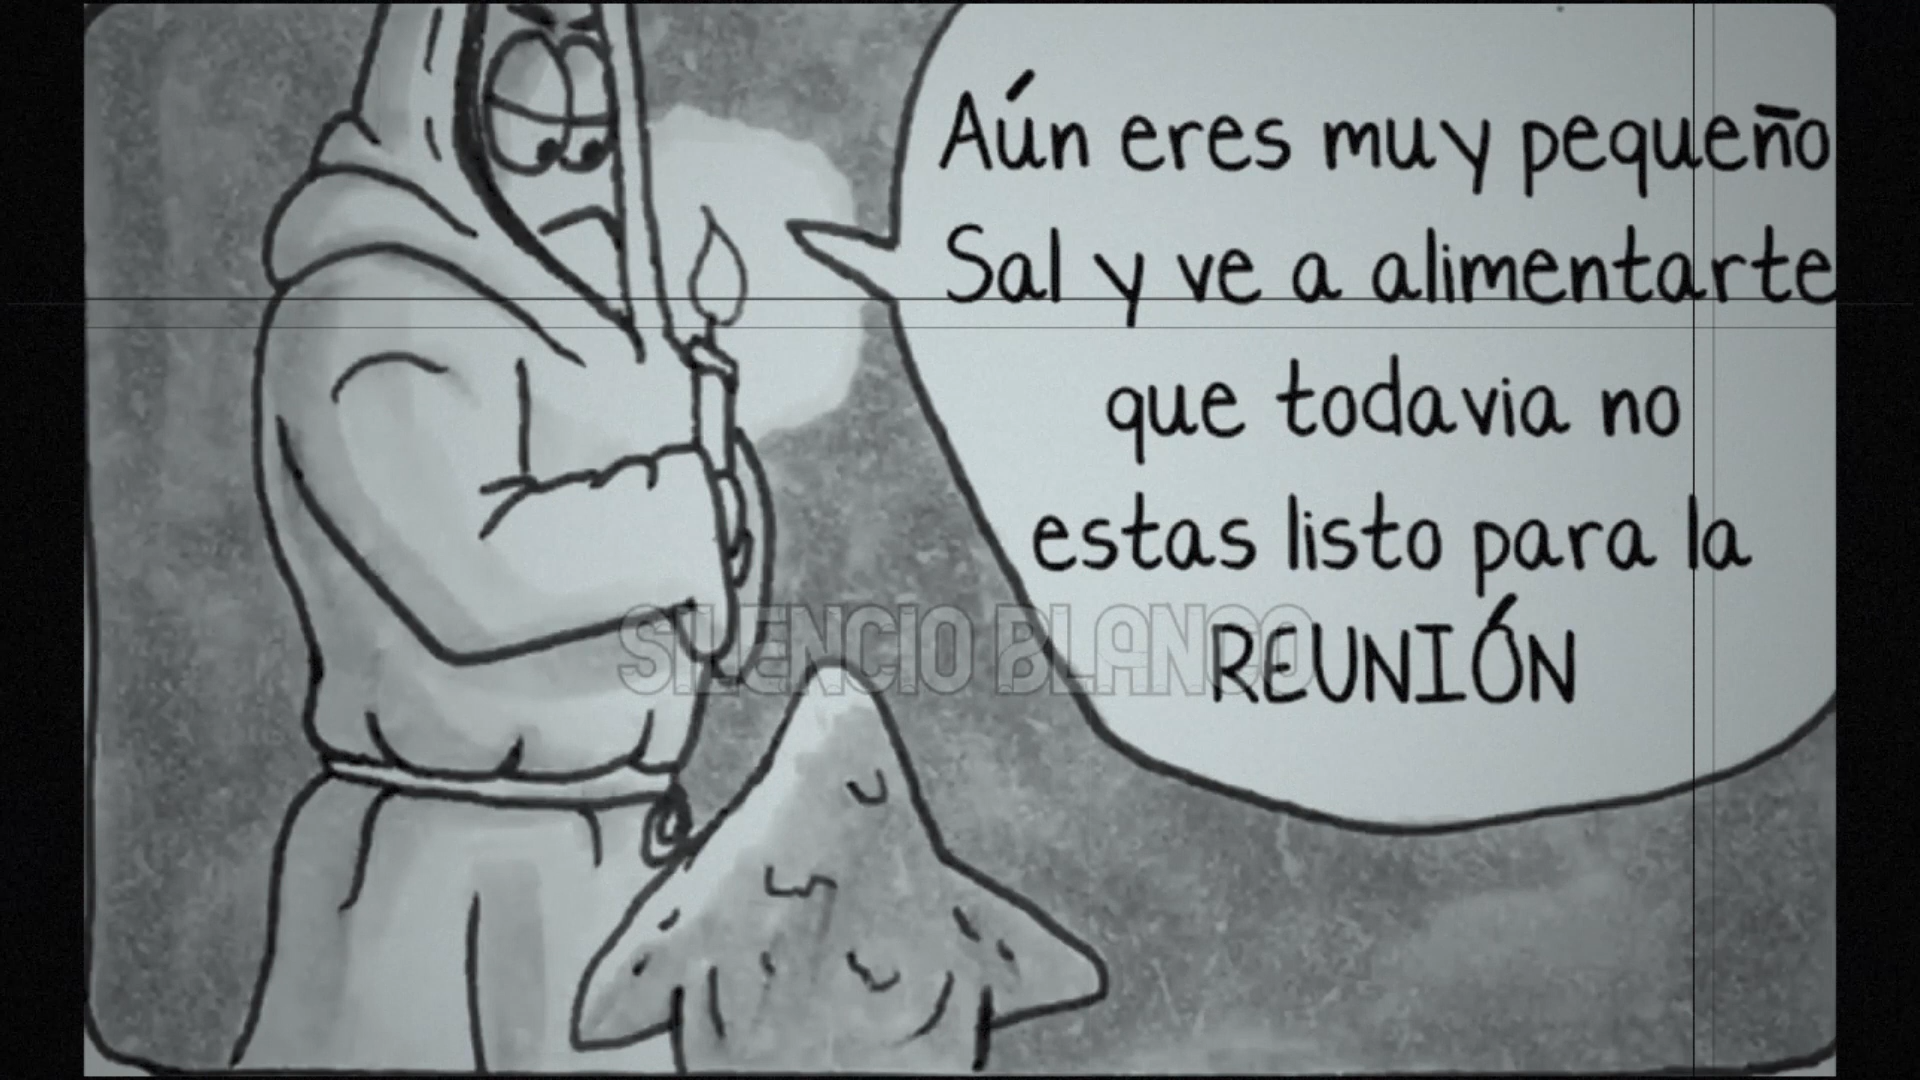 Aún eres muy pequeño
Sal y ve a alimentarte
que todavia no
estas listo para la
REUNIÓN
SILENCIO BLANCO